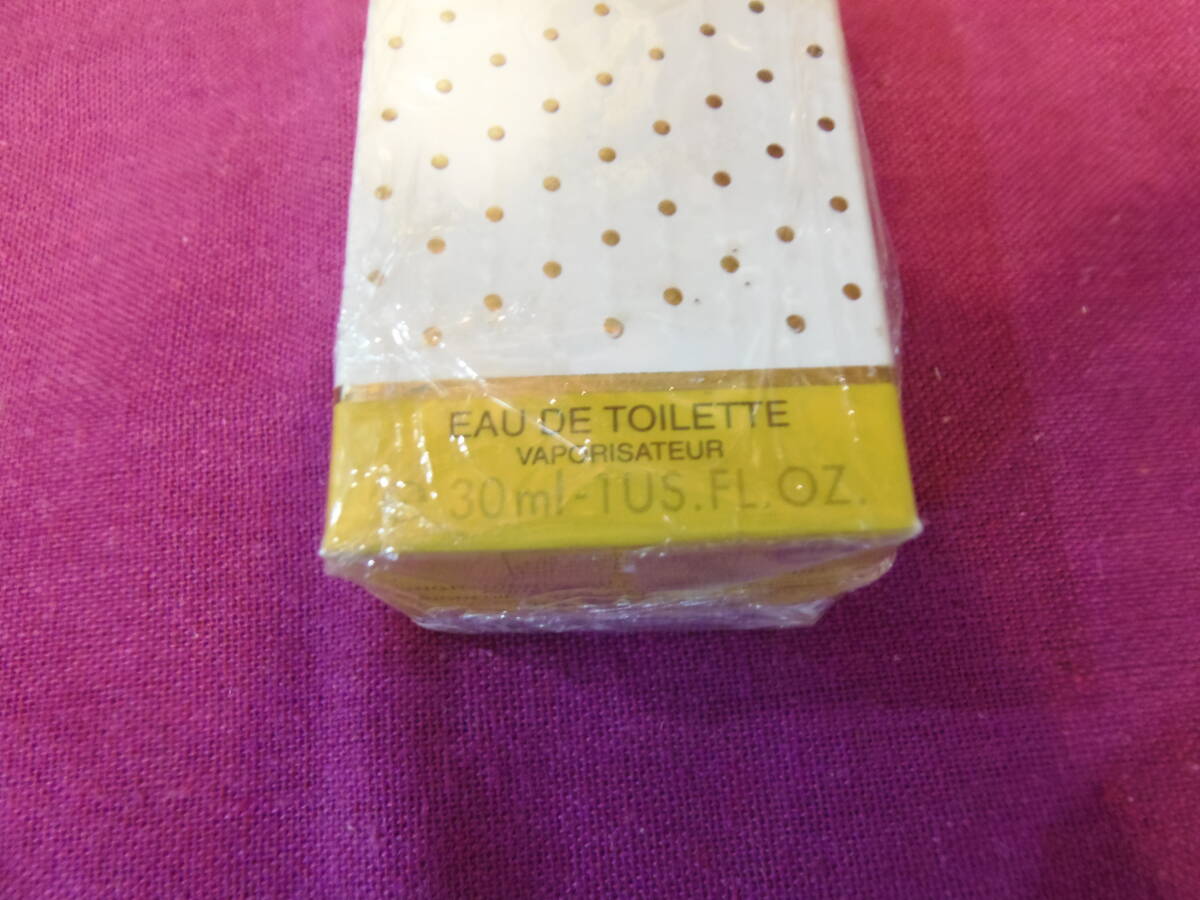 EAU DE TOILETTE
VAPORISATEUR
℮ 30ml-1US.FL.OZ.